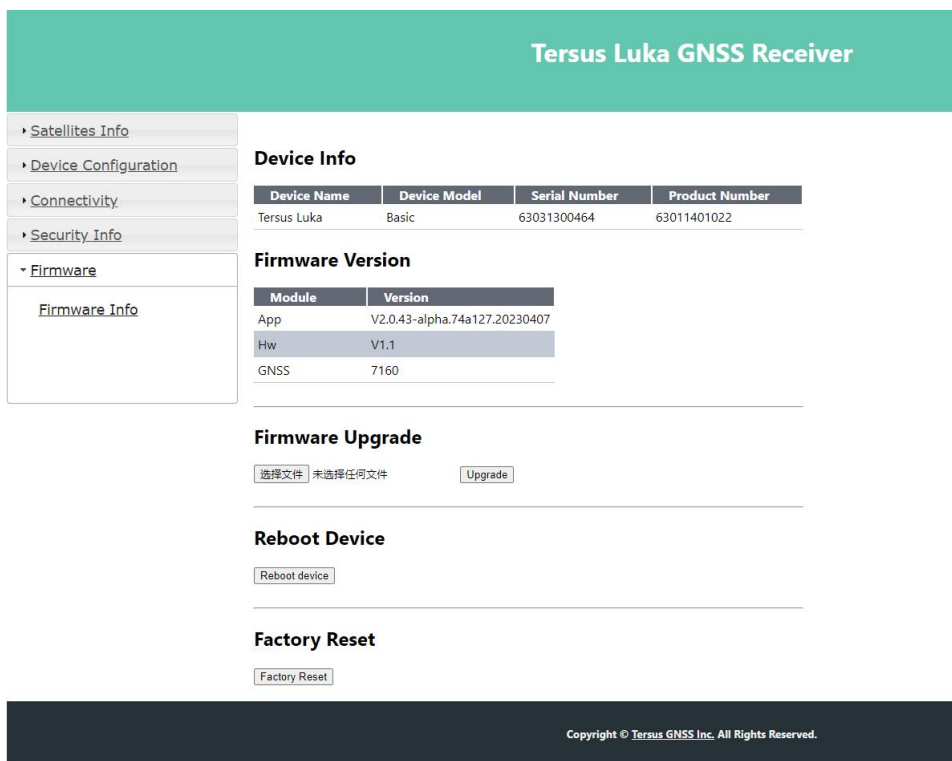 Tersus Luka GNSS Receiver
Satellites Info
Device Configuration
Connectivity
Security Info
Firmware
Firmware Info
Device Info
Device Name Device Model Serial Number Product Number
Tersus Luka Basic 63031300464 63011401022
Firmware Version
Module Version
App V2.0.43-alpha.74a127.20230407
Hw V1.1
GNSS 7160
Firmware Upgrade
选择文件 未选择任何文件 Upgrade
Reboot Device
Reboot device
Factory Reset
Factory Reset
Copyright © Tersus GNSS Inc. All Rights Reserved.